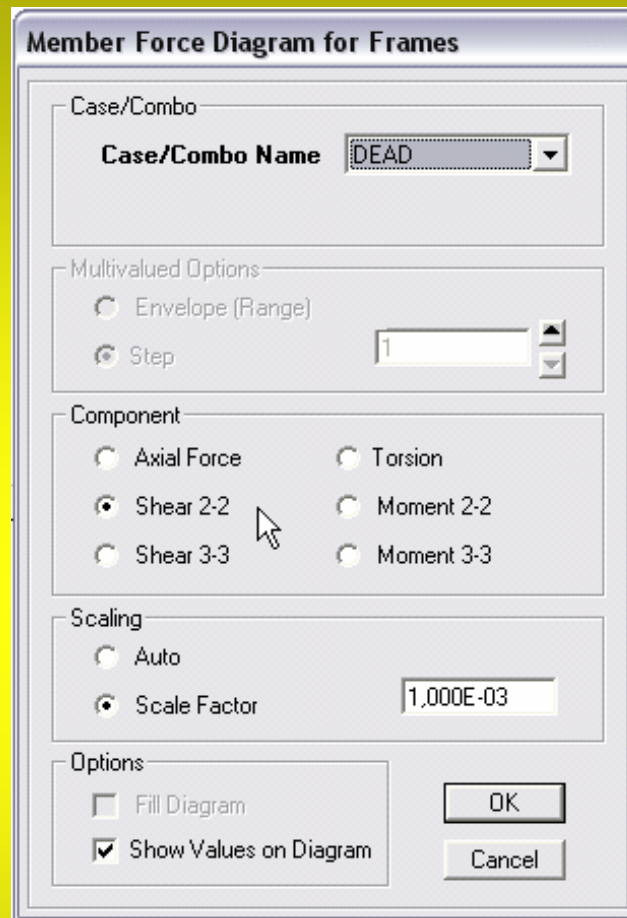 Member Force Diagram for Frames
Case/Combo
Case/Combo Name DEAD
Multivalued Options
Envelope (Range)
Step 1
Component
Axial Force Torsion
Shear 2-2 Moment 2-2
Shear 3-3 Moment 3-3
Scaling
Auto
Scale Factor 1,000E-03
Options
Fill Diagram OK
Show Values on Diagram Cancel